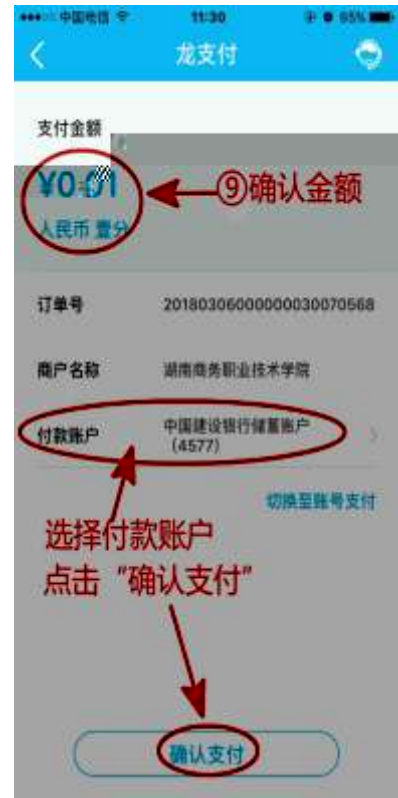 中国电信 11:30 95%
龙支付
支付金额
¥0.01
⑨确认金额
人民币 壹分
订单号 20180306000000030070568
商户名称 湖南商务职业技术学院
付款账户 中国建设银行储蓄账户
(4577)
切换至账号支付
选择付款账户
点击“确认支付”
确认支付